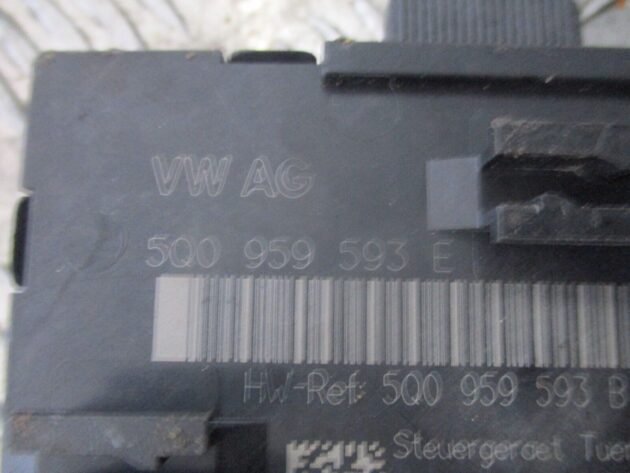 VW AG
5Q0 959 593 E
HW-Ref: 5Q0 959 593 B
Steuergeraet Tuer